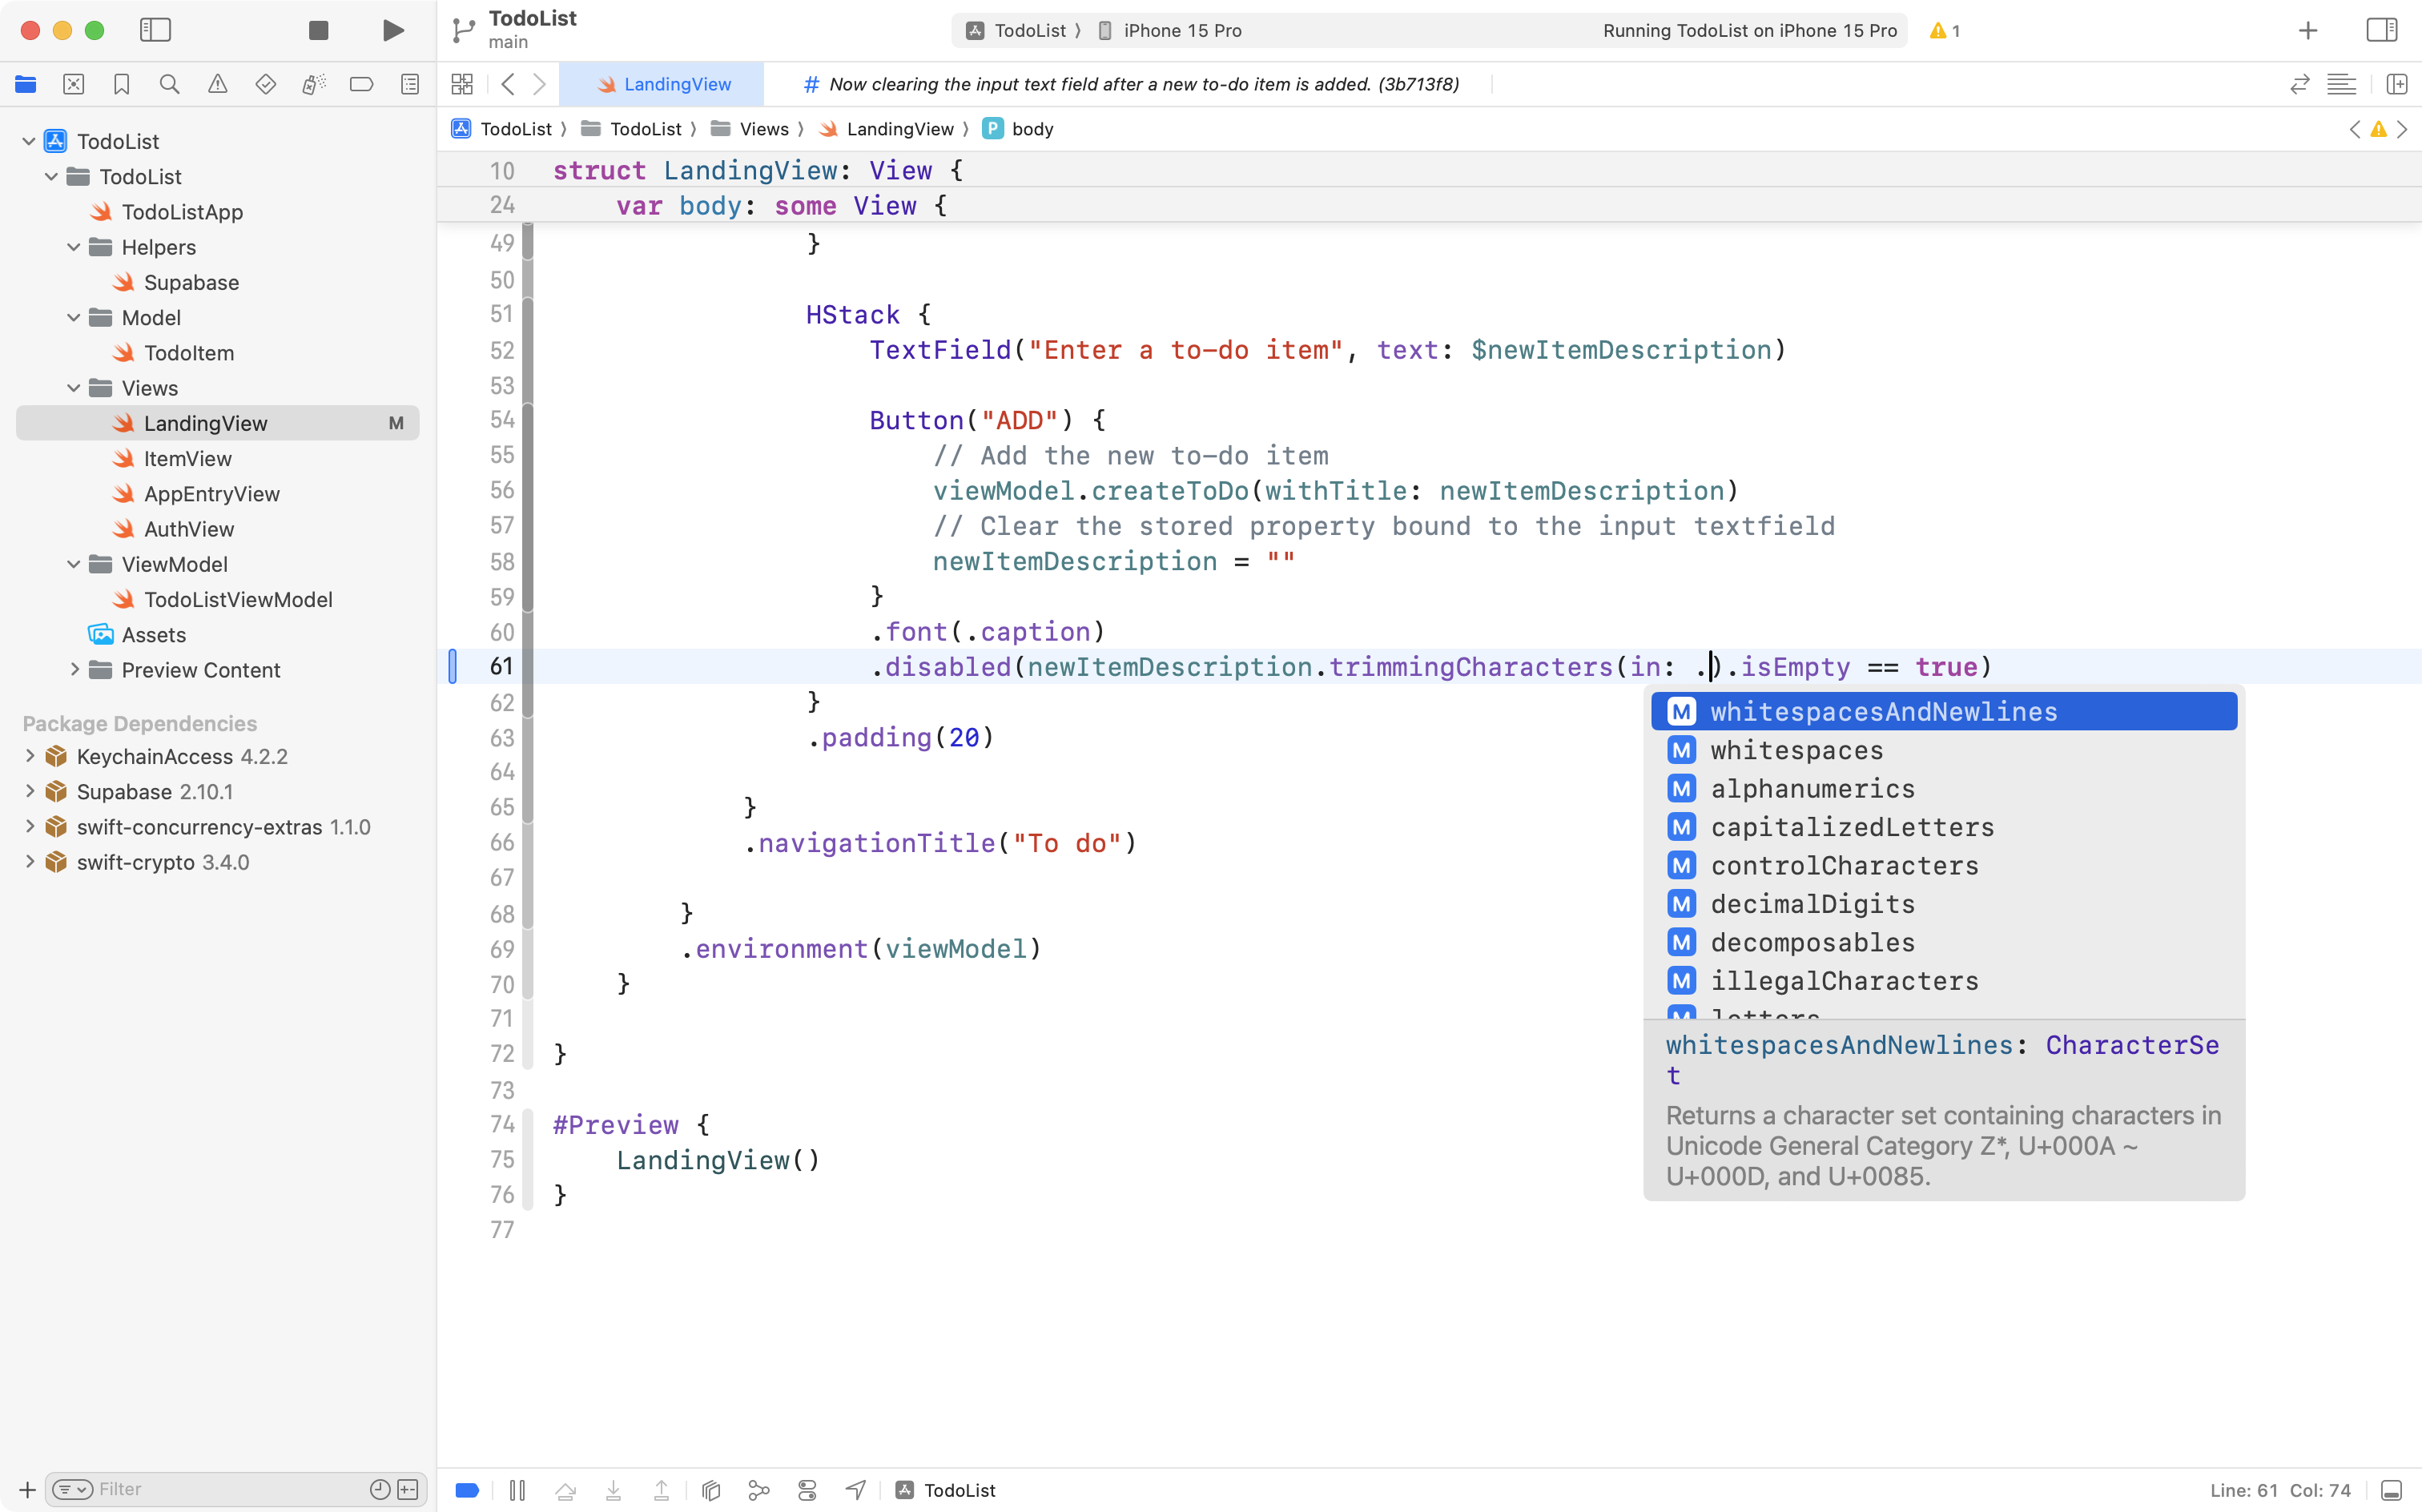 TodoList
main
TodoList ⟩ iPhone 15 Pro
Running TodoList on iPhone 15 Pro
1
LandingView
# Now clearing the input text field after a new to-do item is added. (3b713f8)
TodoList ⟩ TodoList ⟩ Views ⟩ LandingView ⟩ P body
TodoList
TodoList
TodoListApp
Helpers
Supabase
Model
TodoItem
Views
LandingView M
ItemView
AppEntryView
AuthView
ViewModel
TodoListViewModel
Assets
Preview Content
Package Dependencies
KeychainAccess 4.2.2
Supabase 2.10.1
swift-concurrency-extras 1.1.0
swift-crypto 3.4.0
Filter
10 struct LandingView: View {
24 var body: some View {
49 }
50
51 HStack {
52 TextField("Enter a to-do item", text: $newItemDescription)
53
54 Button("ADD") {
55 // Add the new to-do item
56 viewModel.createToDo(withTitle: newItemDescription)
57 // Clear the stored property bound to the input textfield
58 newItemDescription = ""
59 }
60 .font(.caption)
61 .disabled(newItemDescription.trimmingCharacters(in: .).isEmpty == true)
62 }
63 .padding(20)
64
65 }
66 .navigationTitle("To do")
67
68 }
69 .environment(viewModel)
70 }
71
72 }
73
74 #Preview {
75 LandingView()
76 }
77
M whitespacesAndNewlines
M whitespaces
M alphanumerics
M capitalizedLetters
M controlCharacters
M decimalDigits
M decomposables
M illegalCharacters
M letters
whitespacesAndNewlines: CharacterSe
t
Returns a character set containing characters in
Unicode General Category Z*, U+000A ~
U+000D, and U+0085.
TodoList
Line: 61 Col: 74